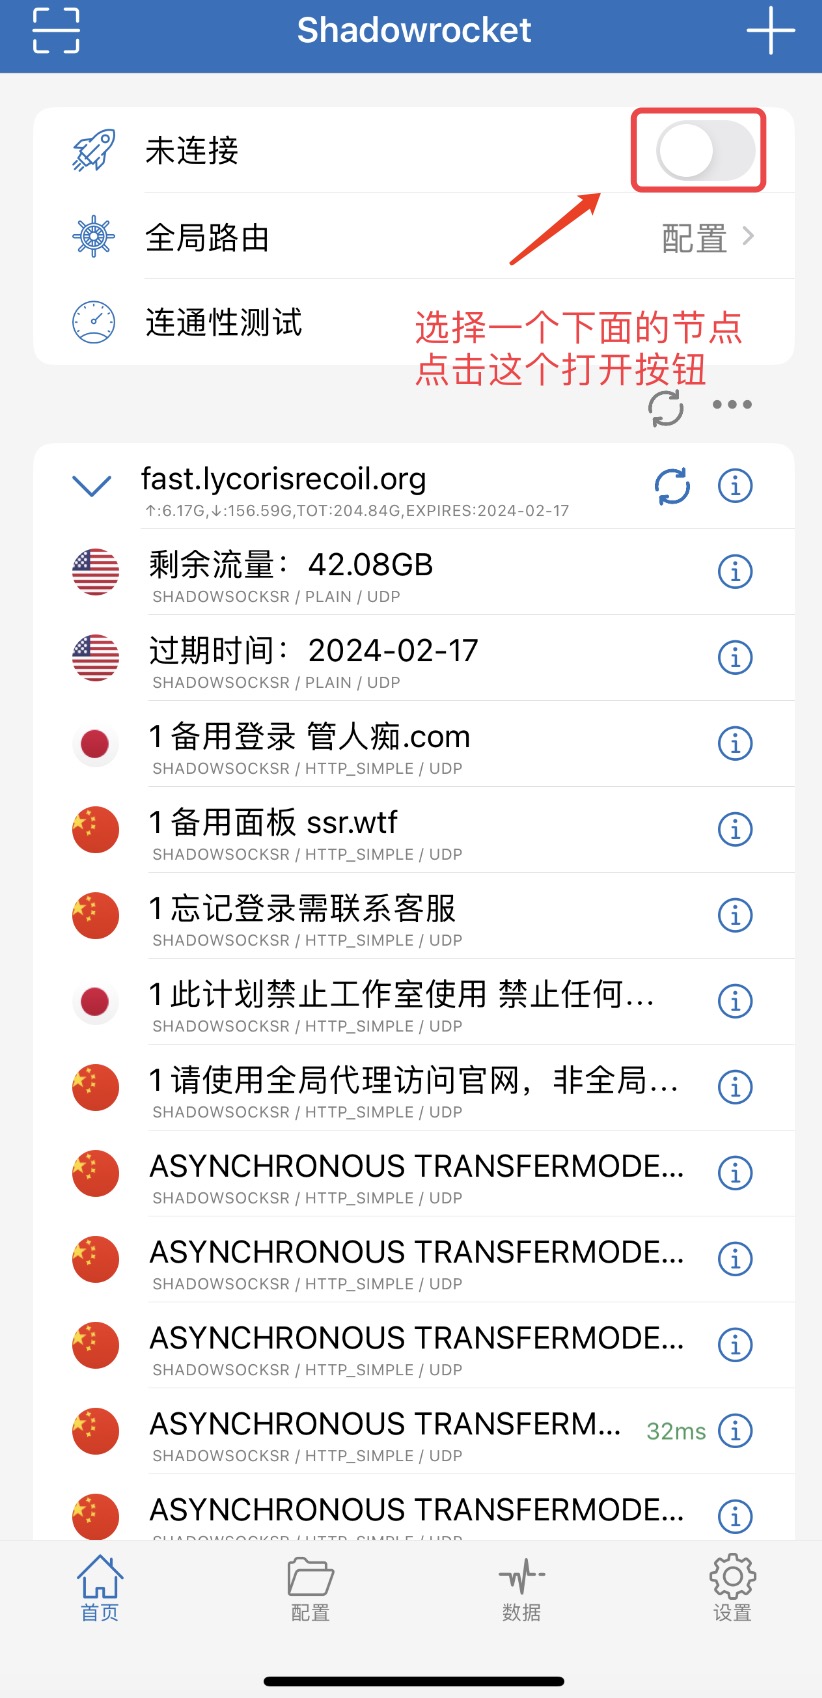 Shadowrocket
未连接
全局路由
配置
连通性测试
选择一个下面的节点
点击这个打开按钮
fast.lycorisrecoil.org
↑:6.17G,↓:156.59G,TOT:204.84G,EXPIRES:2024-02-17
剩余流量：42.08GB
SHADOWSOCKSR / PLAIN / UDP
过期时间：2024-02-17
SHADOWSOCKSR / PLAIN / UDP
1 备用登录 管人痴.com
SHADOWSOCKSR / HTTP_SIMPLE / UDP
1 备用面板 ssr.wtf
SHADOWSOCKSR / HTTP_SIMPLE / UDP
1 忘记登录需联系客服
SHADOWSOCKSR / HTTP_SIMPLE / UDP
1 此计划禁止工作室使用 禁止任何...
SHADOWSOCKSR / HTTP_SIMPLE / UDP
1 请使用全局代理访问官网，非全局...
SHADOWSOCKSR / HTTP_SIMPLE / UDP
ASYNCHRONOUS TRANSFERMODE...
SHADOWSOCKSR / HTTP_SIMPLE / UDP
ASYNCHRONOUS TRANSFERMODE...
SHADOWSOCKSR / HTTP_SIMPLE / UDP
ASYNCHRONOUS TRANSFERMODE...
SHADOWSOCKSR / HTTP_SIMPLE / UDP
ASYNCHRONOUS TRANSFERM... 32ms
SHADOWSOCKSR / HTTP_SIMPLE / UDP
ASYNCHRONOUS TRANSFERMODE...
SHADOWSOCKSR / HTTP_SIMPLE / UDP
首页
配置
数据
设置